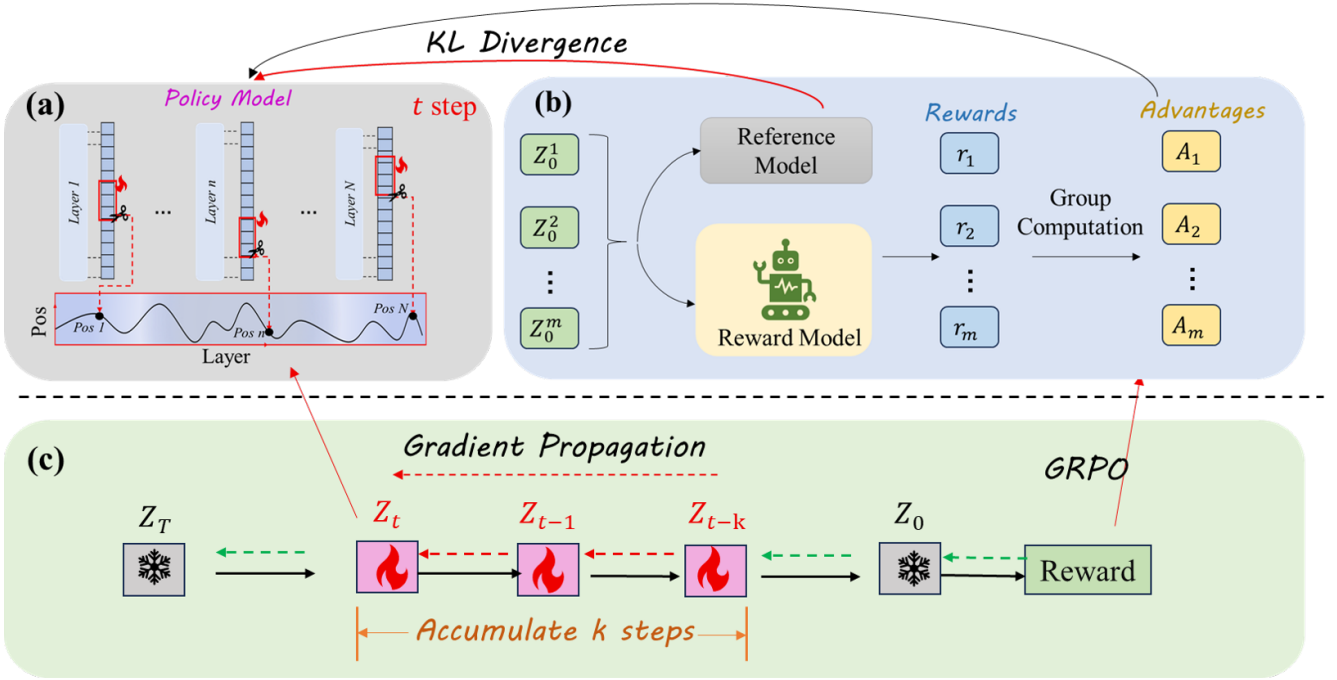 KL Divergence
(a)
Policy Model
t step
Layer 1
...
Layer n
...
Layer N
Pos
Pos 1
Pos n
Pos N
Layer
(b)
Z_0^1
Z_0^2
...
Z_0^m
Reference
Model
Reward Model
Rewards
r_1
r_2
...
r_m
Group
Computation
Advantages
A_1
A_2
...
A_m
(c)
Gradient Propagation
GRPO
Z_T
Z_t
Z_{t-1}
Z_{t-k}
Z_0
Reward
Accumulate k steps